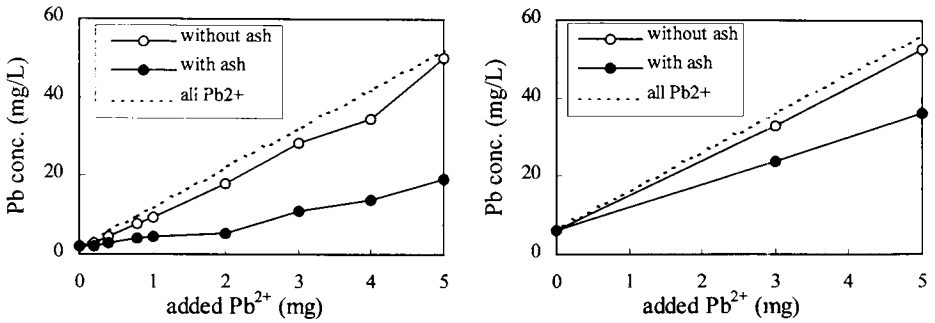 60
without ash
with ash
ali Pb2+
40
20
0
Pb conc. (mg/L)
0 1 2 3 4 5
added Pb²⁺ (mg)
60
without ash
with ash
all Pb2+
40
20
0
Pb conc. (mg/L)
0 1 2 3 4 5
added Pb²⁺ (mg)